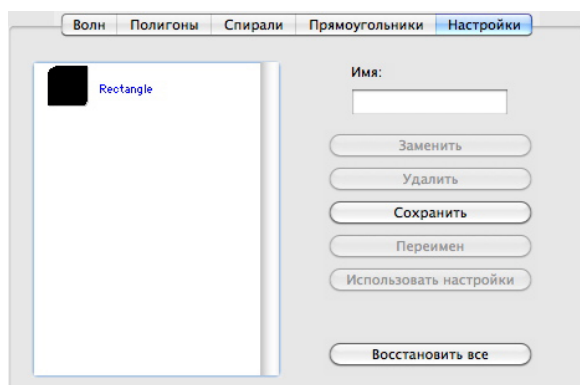 Волн Полигоны Спирали Прямоугольники Настройки
Rectangle
Имя:
Заменить
Удалить
Сохранить
Переимен
Использовать настройки
Восстановить все